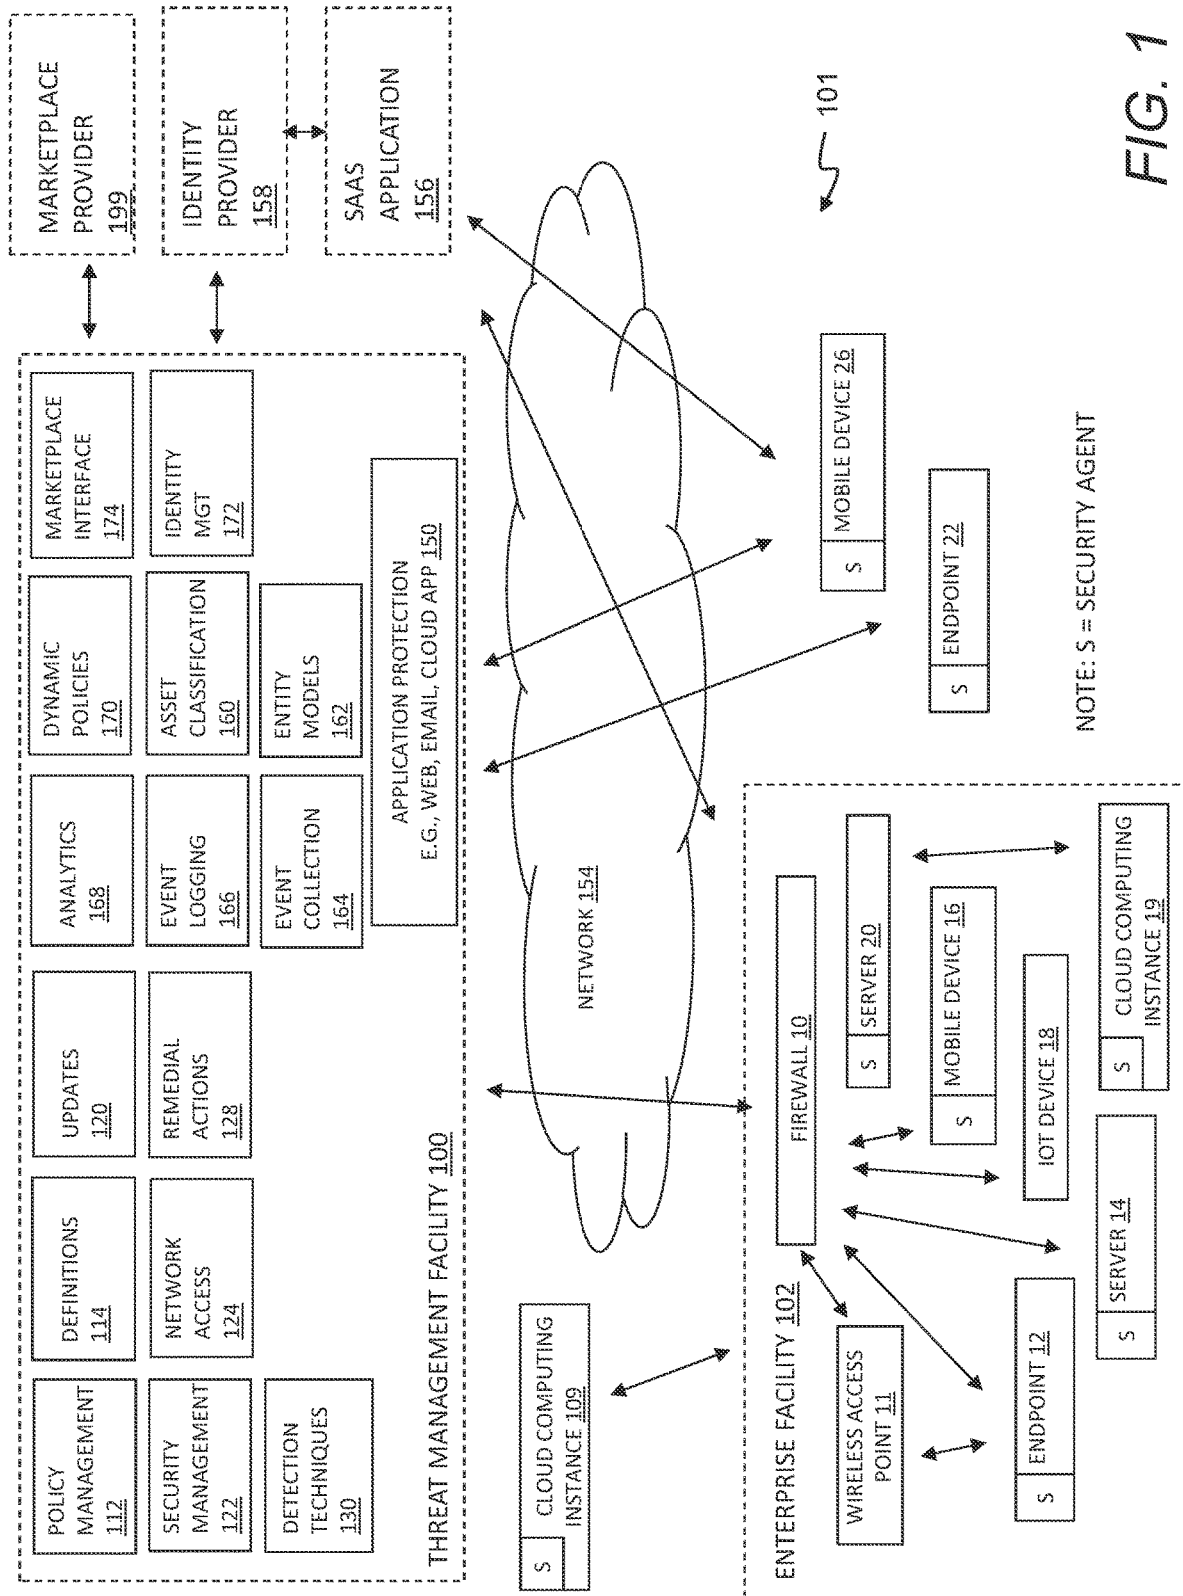 POLICY
MANAGEMENT
112
DEFINITIONS
114
UPDATES
120
ANALYTICS
168
DYNAMIC
POLICIES
170
MARKETPLACE
INTERFACE
174
MARKETPLACE
PROVIDER
199
SECURITY
MANAGEMENT
122
NETWORK
ACCESS
124
REMEDIAL
ACTIONS
128
EVENT
LOGGING
166
ASSET
CLASSIFICATION
160
IDENTITY
MGT
172
IDENTITY
PROVIDER
158
DETECTION
TECHNIQUES
130
EVENT
COLLECTION
164
ENTITY
MODELS
162
APPLICATION PROTECTION
E.G., WEB, EMAIL, CLOUD APP 150
THREAT MANAGEMENT FACILITY 100
SAAS
APPLICATION
156
S
CLOUD COMPUTING
INSTANCE 109
NETWORK 154
ENTERPRISE FACILITY 102
FIREWALL 10
WIRELESS ACCESS
POINT 11
S
SERVER 20
S
MOBILE DEVICE 16
S
ENDPOINT 12
IOT DEVICE 18
S
SERVER 14
S
CLOUD COMPUTING
INSTANCE 19
S
MOBILE DEVICE 26
S
ENDPOINT 22
101
NOTE: S = SECURITY AGENT
FIG. 1